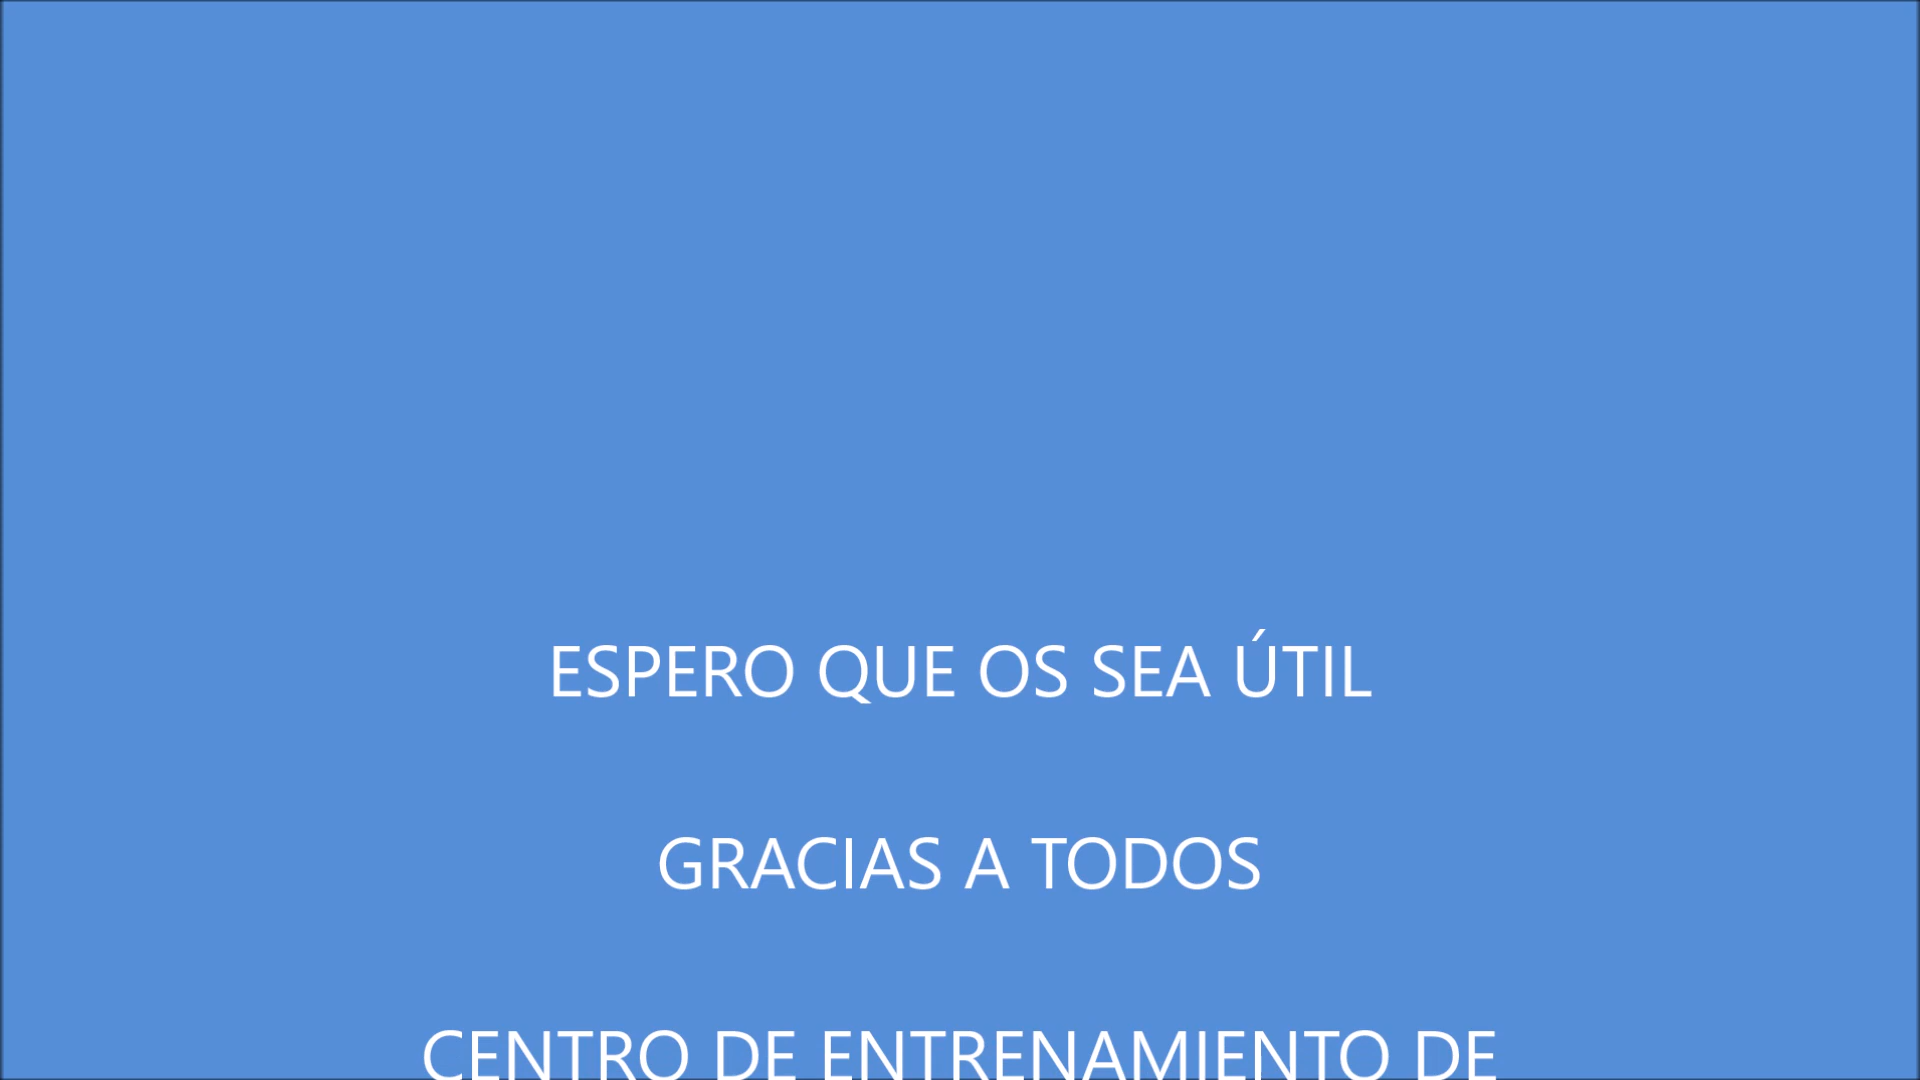 ESPERO QUE OS SEA ÚTIL
GRACIAS A TODOS
CENTRO DE ENTRENAMIENTO DE